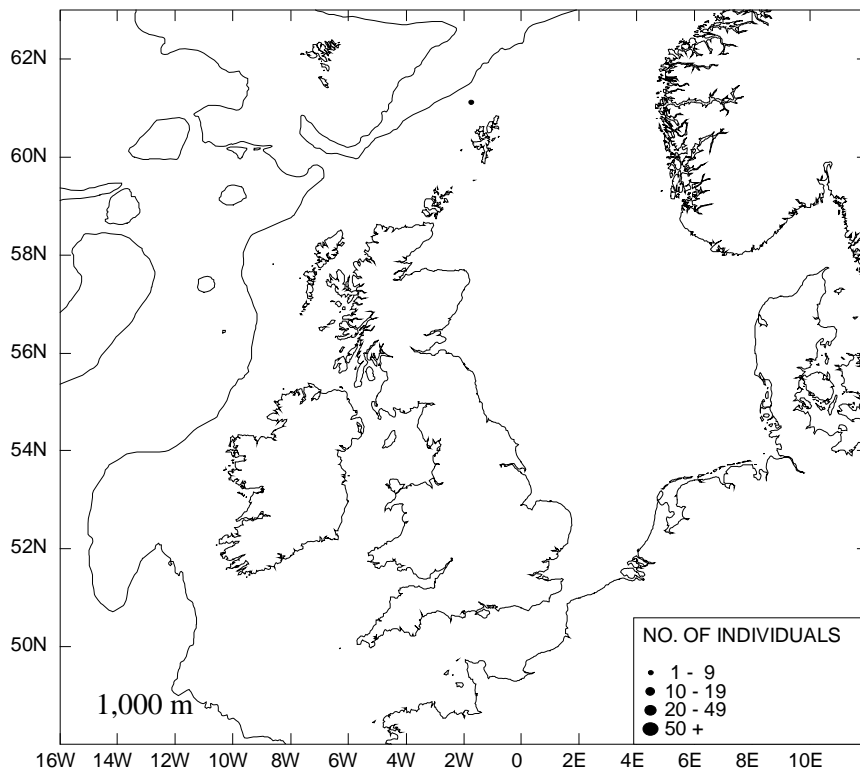 62N
60N
58N
56N
54N
52N
50N
NO. OF INDIVIDUALS
1 - 9
10 - 19
20 - 49
50 +
1,000 m
16W 14W 12W 10W 8W 6W 4W 2W 0 2E 4E 6E 8E 10E